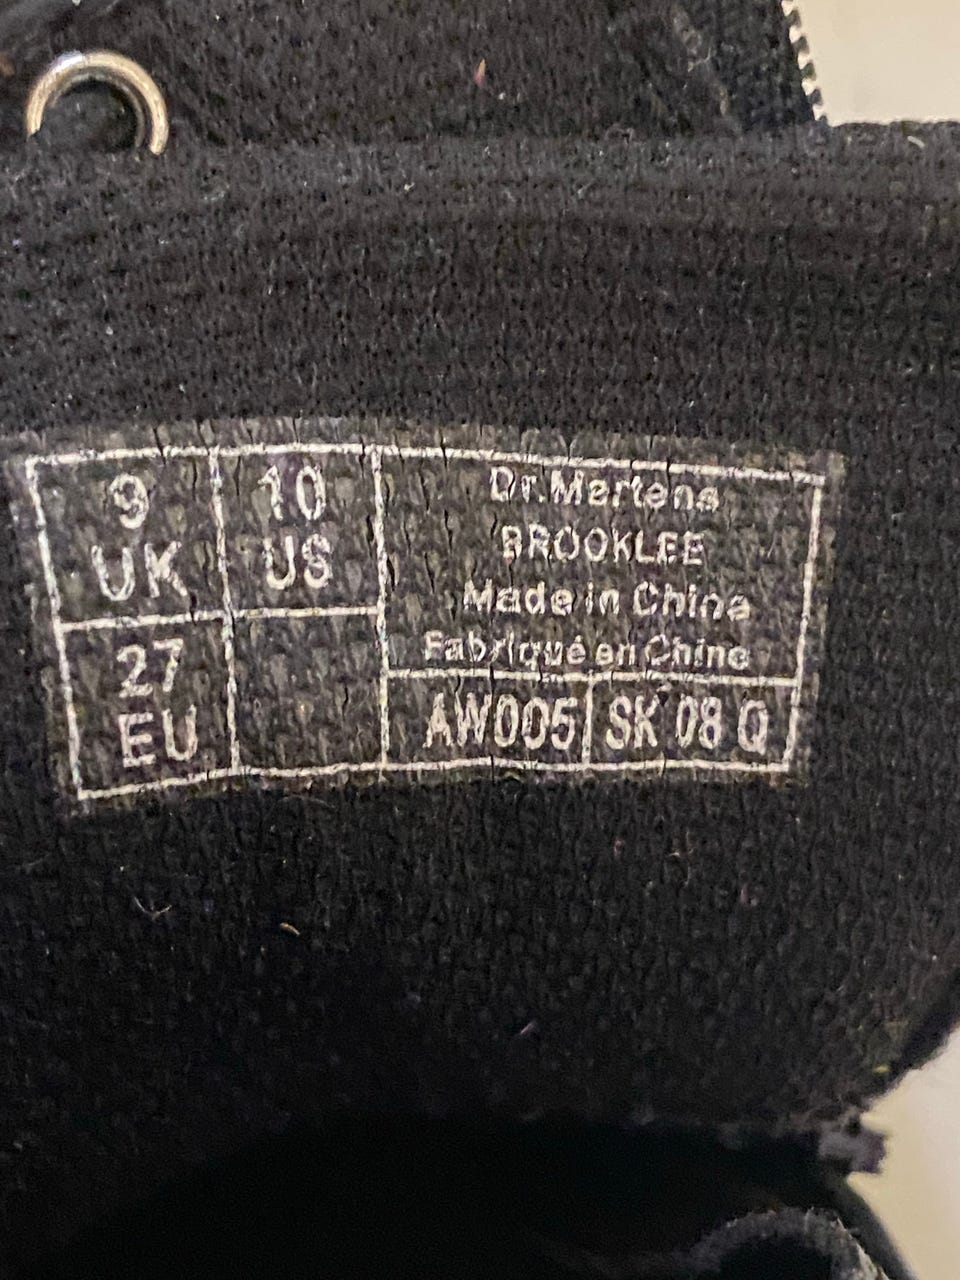 9
UK
10
US
27
EU
Dr.Martens
BROOKLEE
Made in China
Fabriqué en Chine
AW005
SK 08 Q